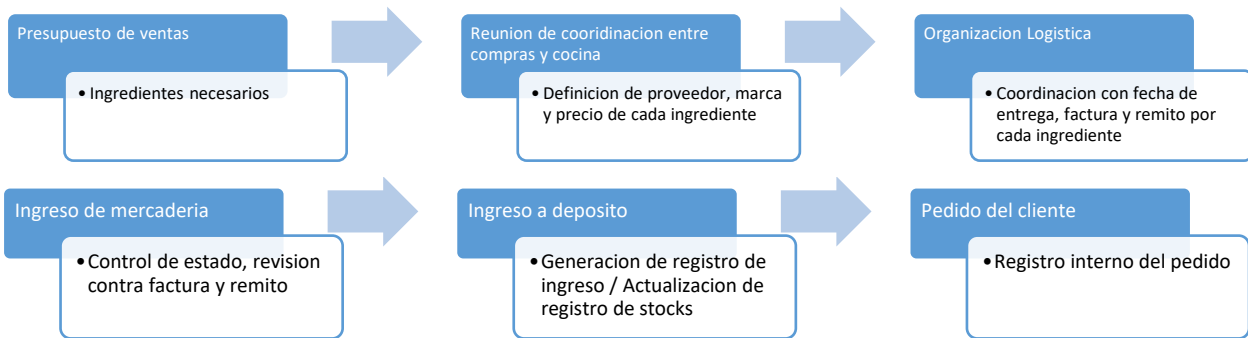 Presupuesto de ventas
• Ingredientes necesarios
Reunion de cooridinacion entre
compras y cocina
• Definicion de proveedor, marca
y precio de cada ingrediente
Organizacion Logistica
• Coordinacion con fecha de
entrega, factura y remito por
cada ingrediente
Ingreso de mercaderia
• Control de estado, revision
contra factura y remito
Ingreso a deposito
• Generacion de registro de
ingreso / Actualizacion de
registro de stocks
Pedido del cliente
• Registro interno del pedido